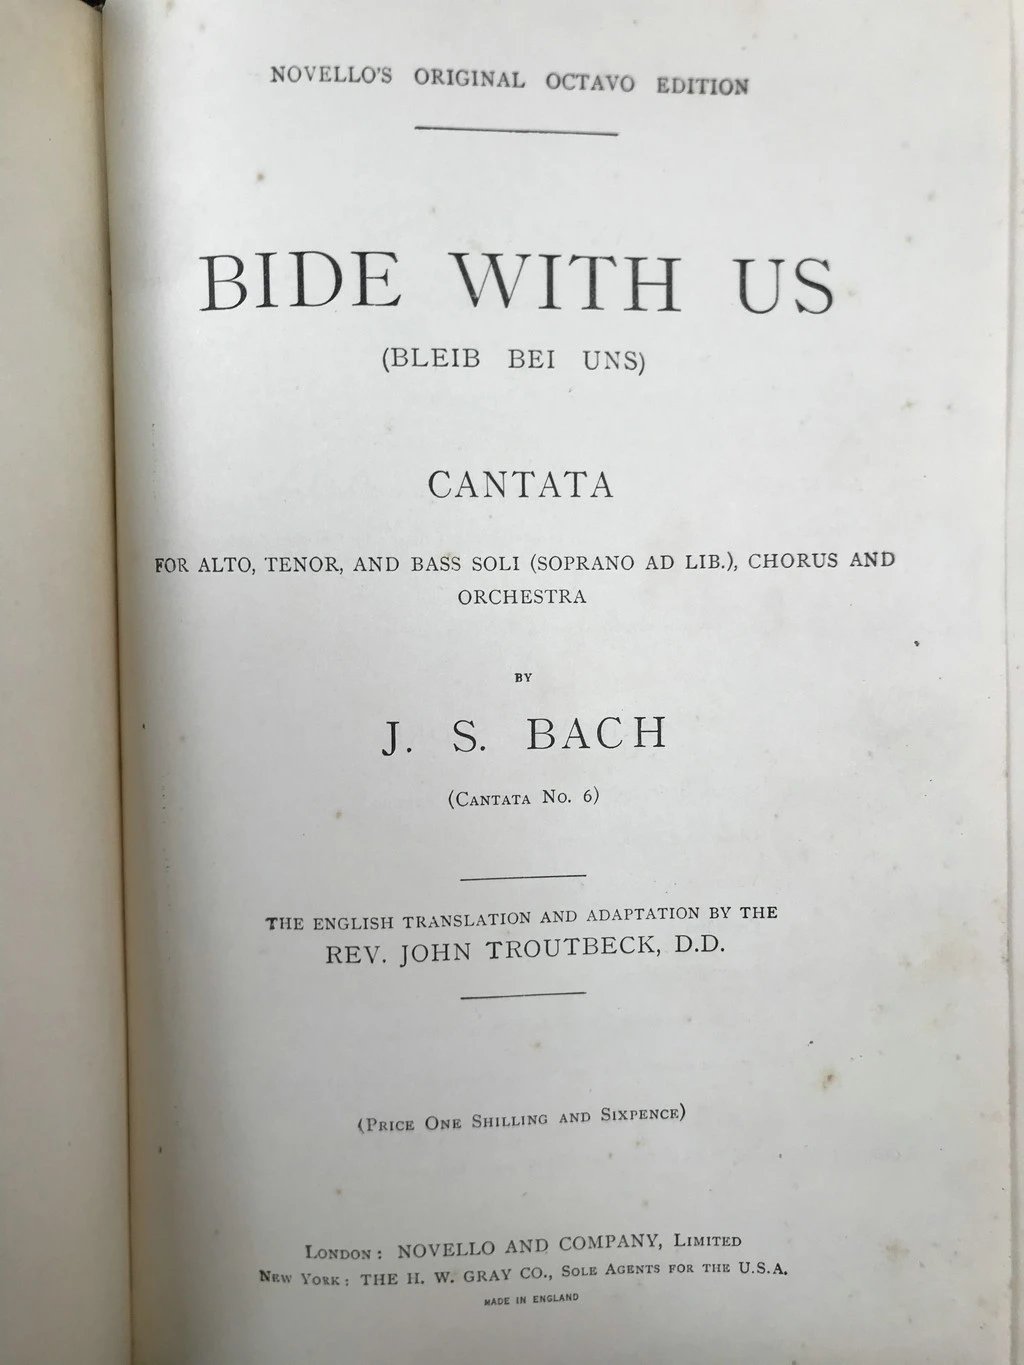 NOVELLO'S ORIGINAL OCTAVO EDITION
BIDE WITH US
(BLEIB BEI UNS)
CANTATA
FOR ALTO, TENOR, AND BASS SOLI (SOPRANO AD LIB.), CHORUS AND
ORCHESTRA
BY
J. S. BACH
(CANTATA NO. 6)
THE ENGLISH TRANSLATION AND ADAPTATION BY THE
REV. JOHN TROUTBECK, D.D.
(PRICE ONE SHILLING AND SIXPENCE)
LONDON: NOVELLO AND COMPANY, LIMITED
NEW YORK: THE H. W. GRAY CO., SOLE AGENTS FOR THE U.S.A.
MADE IN ENGLAND